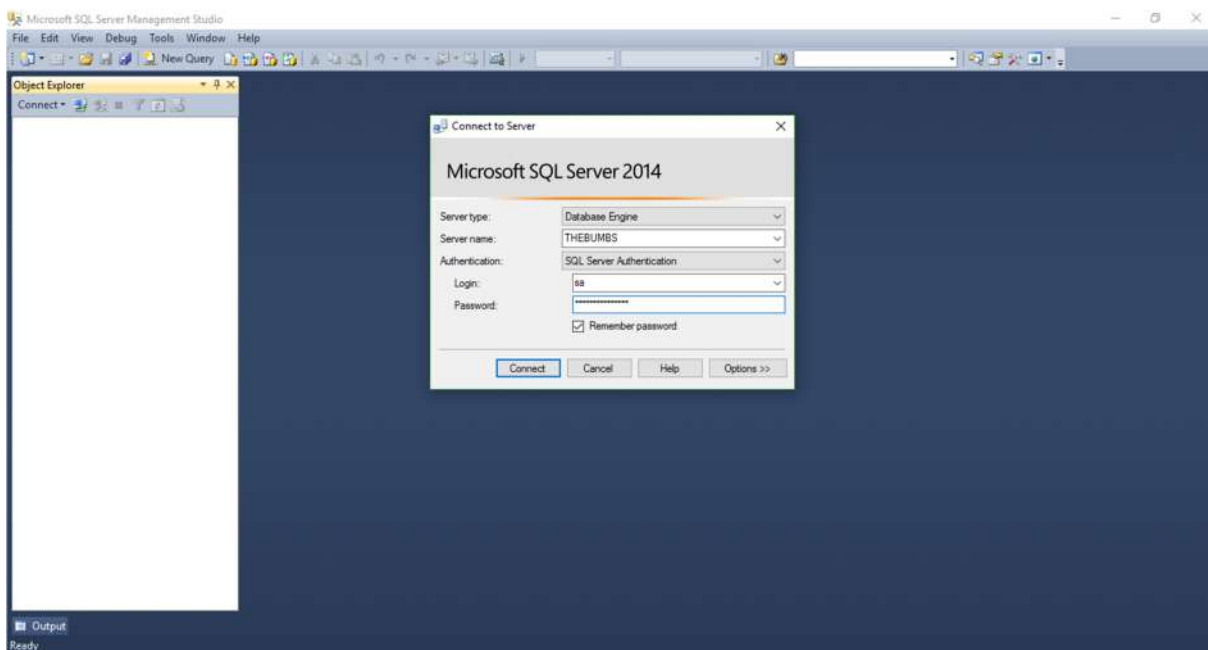 Microsoft SQL Server Management Studio
File Edit View Debug Tools Window Help
New Query
Object Explorer
Connect
Connect to Server
Microsoft SQL Server 2014
Server type: Database Engine
Server name: THEBUMBS
Authentication: SQL Server Authentication
Login: sa
Password: ***************
Remember password
Connect Cancel Help Options >>
Output
Ready